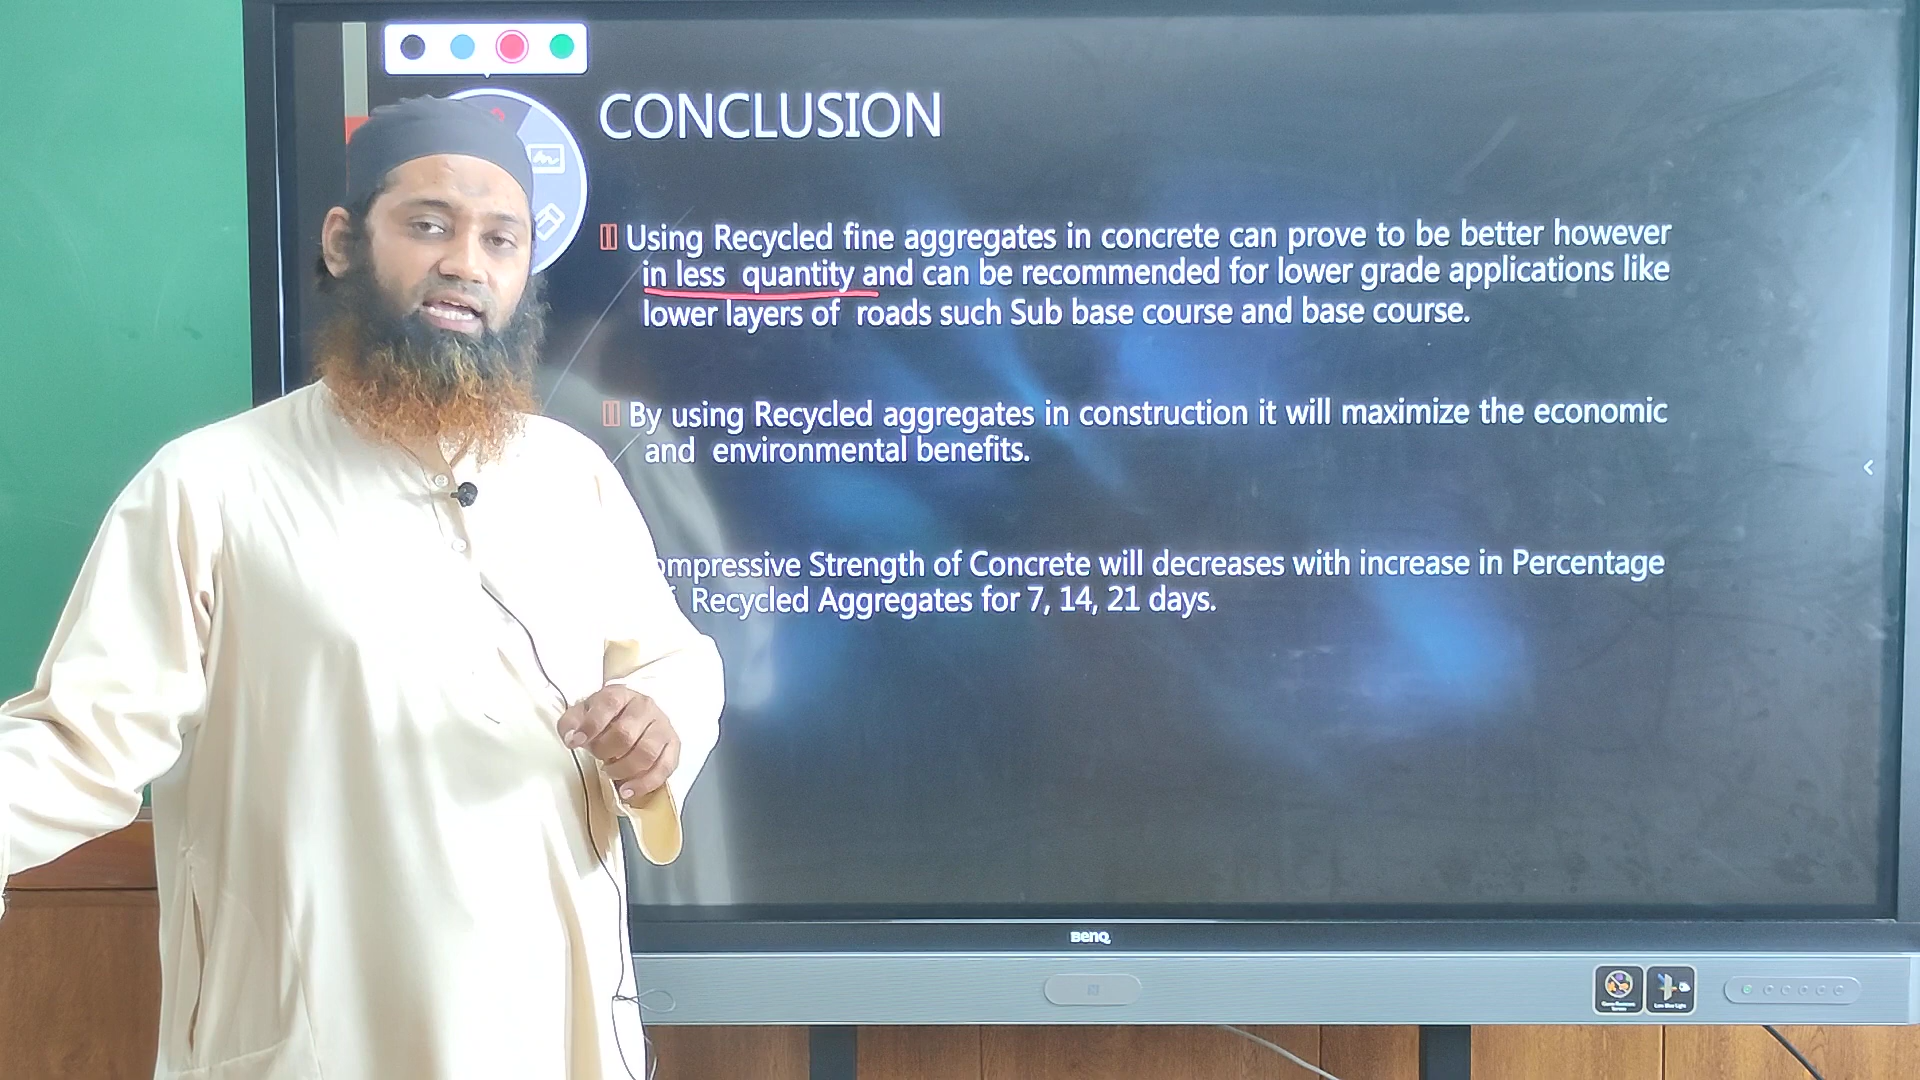 CONCLUSION
Using Recycled fine aggregates in concrete can prove to be better however
in less quantity and can be recommended for lower grade applications like
lower layers of roads such Sub base course and base course.
By using Recycled aggregates in construction it will maximize the economic
and environmental benefits.
ompressive Strength of Concrete will decreases with increase in Percentage
Recycled Aggregates for 7, 14, 21 days.
BenQ